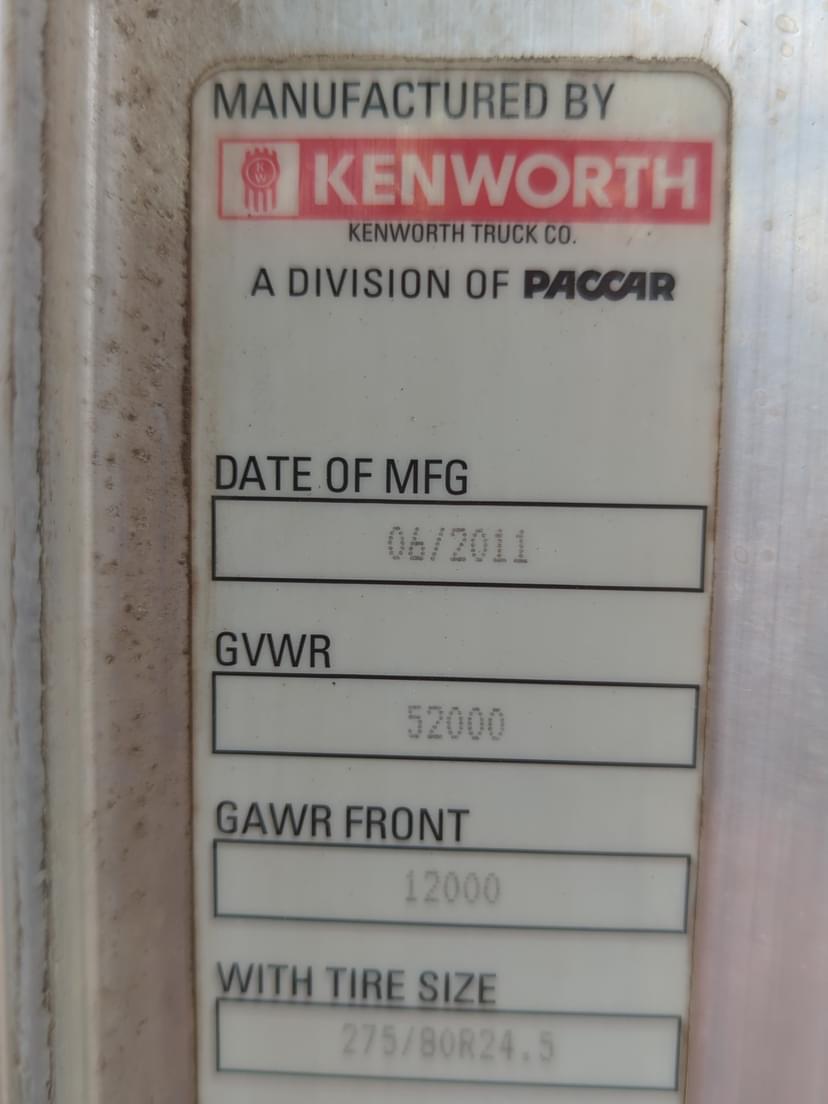 MANUFACTURED BY
KW KENWORTH
KENWORTH TRUCK CO.
A DIVISION OF PACCAR
DATE OF MFG
06/2011
GVWR
52000
GAWR FRONT
12000
WITH TIRE SIZE
275/80R24.5